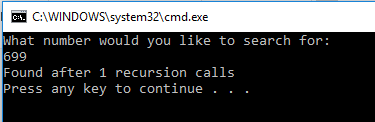 C:\WINDOWS\system32\cmd.exe
What number would you like to search for:
699
Found after 1 recursion calls
Press any key to continue . . .